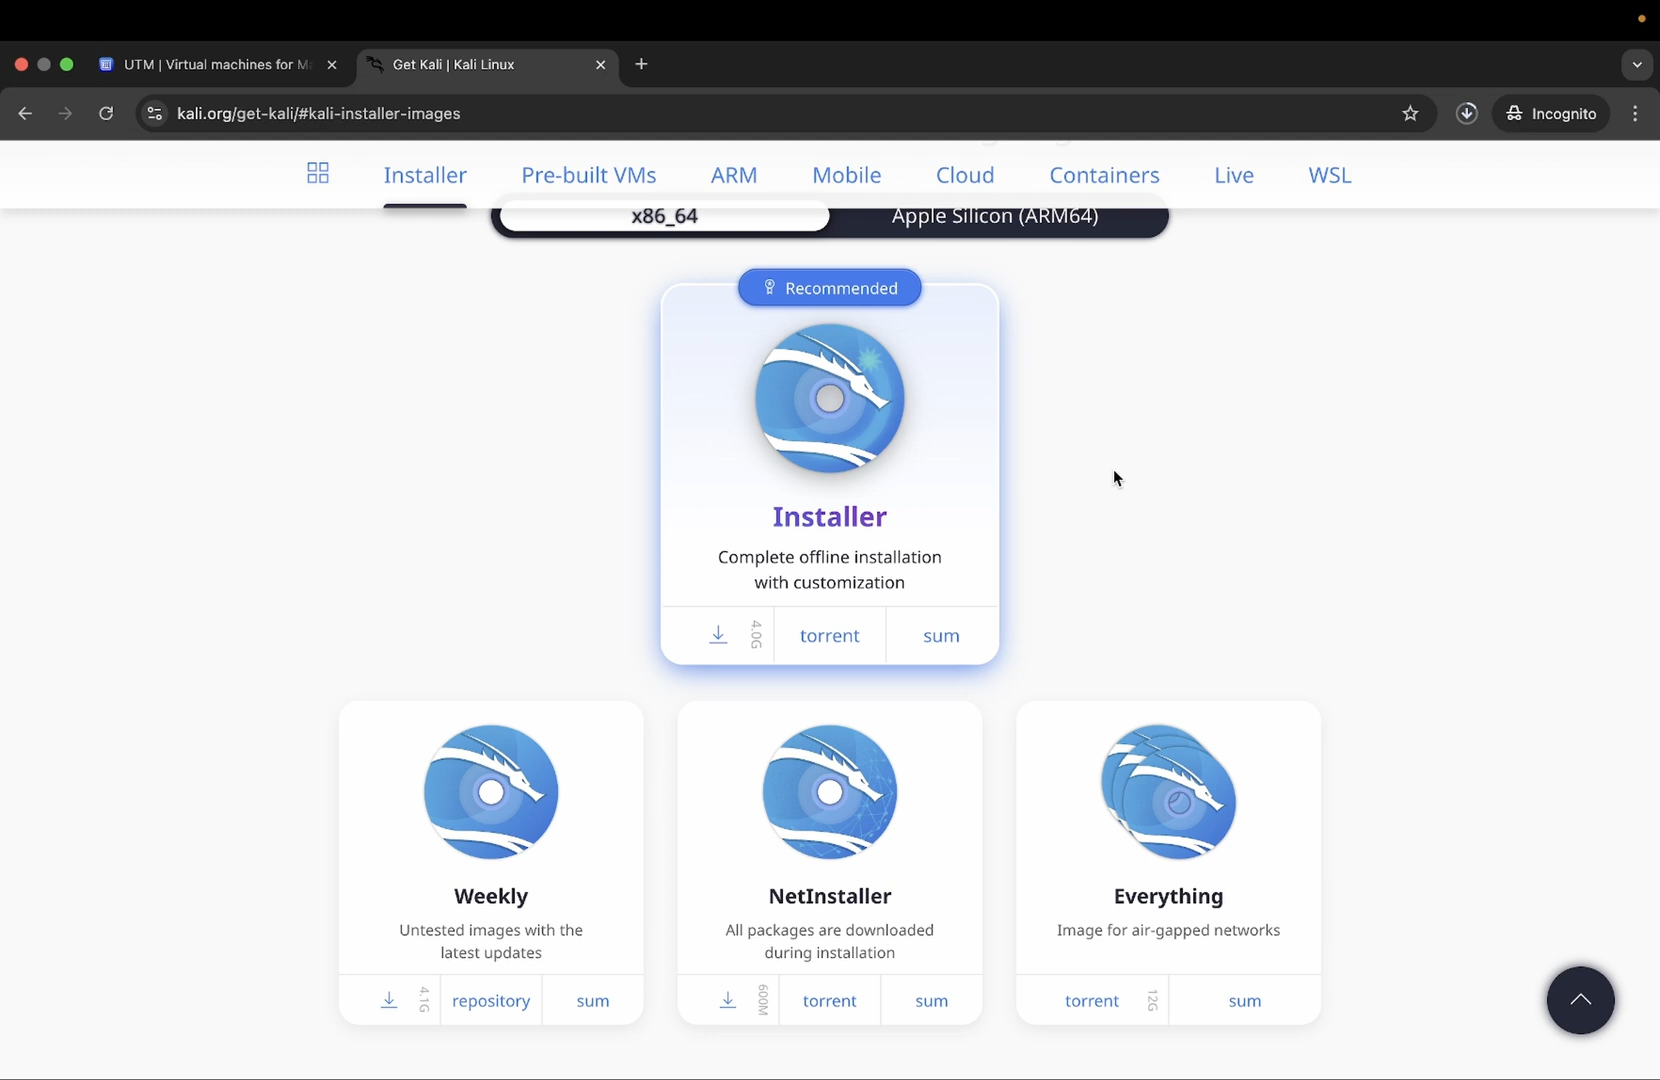 UTM | Virtual machines for Ma
Get Kali | Kali Linux
kali.org/get-kali/#kali-installer-images
Incognito
Installer
Pre-built VMs
ARM
Mobile
Cloud
Containers
Live
WSL
x86_64
Apple Silicon (ARM64)
Recommended
Installer
Complete offline installation
with customization
4.0G
torrent
sum
Weekly
Untested images with the
latest updates
4.1G
repository
sum
NetInstaller
All packages are downloaded
during installation
600M
torrent
sum
Everything
Image for air-gapped networks
torrent
12G
sum